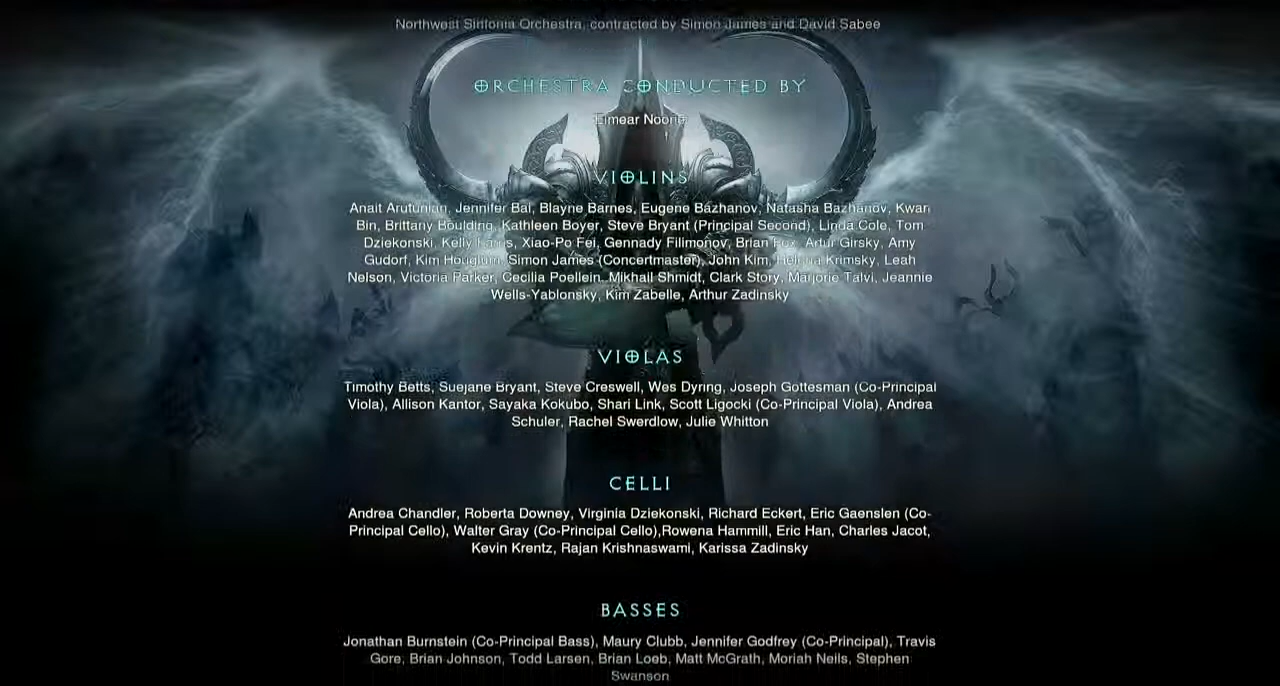 Northwest Sinfonia Orchestra, contracted by Simon James and David Sabee
ORCHESTRA CONDUCTED BY
Eimear Noone
VIOLINS
Anait Arutunian, Jennifer Bai, Blayne Barnes, Eugene Bazhanov, Natasha Bazhanov, Kwan
Bin, Brittany Boulding, Kathleen Boyer, Steve Bryant (Principal Second), Linda Cole, Tom
Dziekonski, Kelly Xiao-Po Fei, Gennady Filimonov, Brian Fox, Artur Girsky, Amy
Gudorf, Kim Houglum, Simon James (Concertmaster), John Kim, Krimsky, Leah
Nelson, Victoria Parker, Cecilia Poellein, Mikhail Shmidt, Clark Story, Marjorie Talvi, Jeannie
Wells-Yablonsky, Kim Zabelle, Arthur Zadinsky
VIOLAS
Timothy Betts, Suejane Bryant, Steve Creswell, Wes Dyring, Joseph Gottesman (Co-Principal
Viola), Allison Kantor, Sayaka Kokubo, Shari Link, Scott Ligocki (Co-Principal Viola), Andrea
Schuler, Rachel Swerdlow, Julie Whitton
CELLI
Andrea Chandler, Roberta Downey, Virginia Dziekonski, Richard Eckert, Eric Gaenslen (Co-
Principal Cello), Walter Gray (Co-Principal Cello),Rowena Hammill, Eric Han, Charles Jacot,
Kevin Krentz, Rajan Krishnaswami, Karissa Zadinsky
BASSES
Jonathan Burnstein (Co-Principal Bass), Maury Clubb, Jennifer Godfrey (Co-Principal), Travis
Gore, Brian Johnson, Todd Larsen, Brian Loeb, Matt McGrath, Moriah Neils, Stephen
Swanson